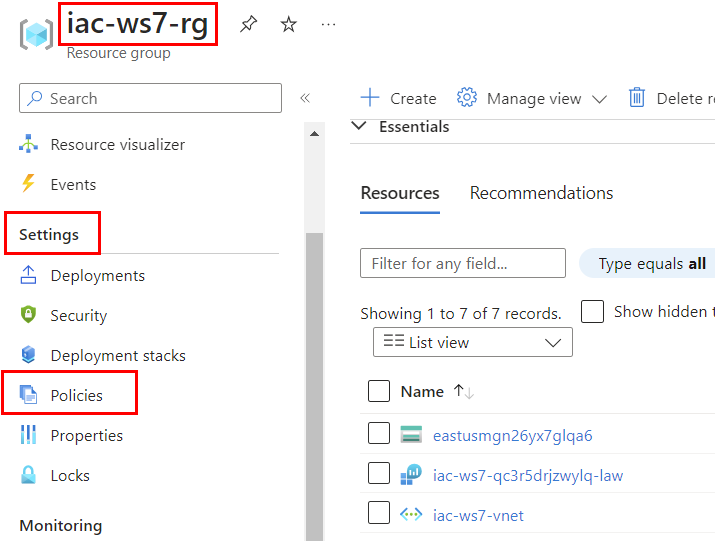 iac-ws7-rg
Resource group
Search
Resource visualizer
Events
Settings
Deployments
Security
Deployment stacks
Policies
Properties
Locks
Monitoring
Create Manage view Delete r
Essentials
Resources Recommendations
Filter for any field... Type equals all
Showing 1 to 7 of 7 records. Show hidden t
List view
Name
eastusmgn26yx7glqa6
iac-ws7-qc3r5drjzwylq-law
iac-ws7-vnet